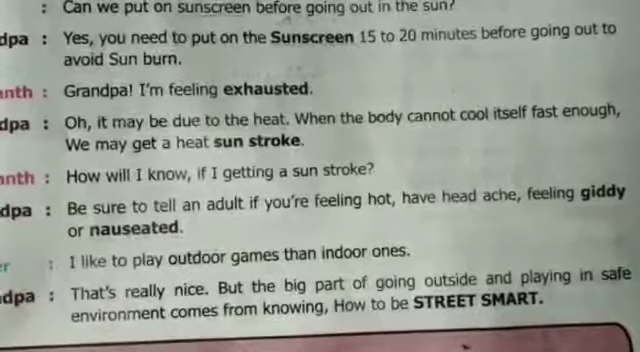 : Can we put on sunscreen before going out in the sun?
dpa : Yes, you need to put on the Sunscreen 15 to 20 minutes before going out to
avoid Sun burn.
anth : Grandpa! I'm feeling exhausted.
dpa : Oh, it may be due to the heat. When the body cannot cool itself fast enough,
We may get a heat sun stroke.
anth : How will I know, if I getting a sun stroke?
dpa : Be sure to tell an adult if you're feeling hot, have head ache, feeling giddy
or nauseated.
r : I like to play outdoor games than indoor ones.
dpa : That's really nice. But the big part of going outside and playing in safe
environment comes from knowing, How to be STREET SMART.